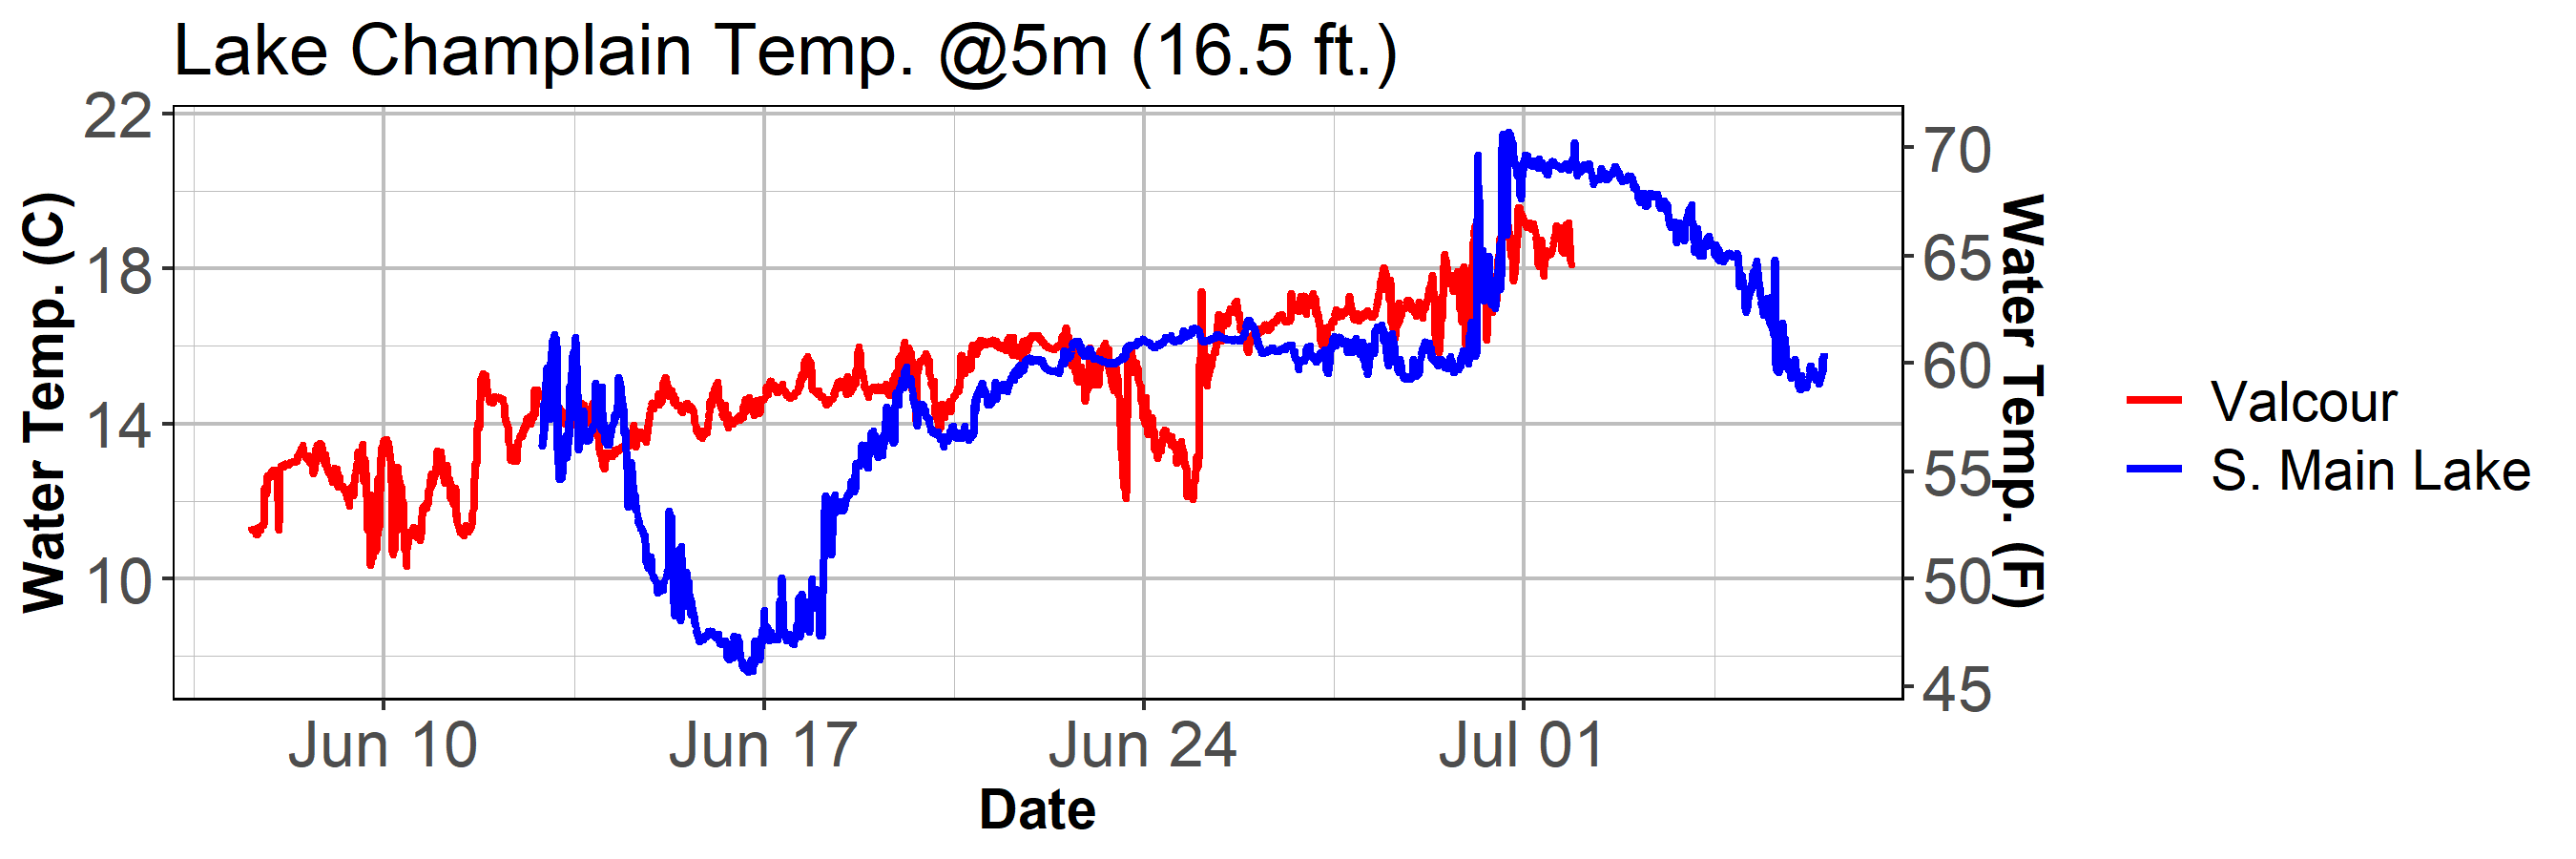 Lake Champlain Temp. @5m (16.5 ft.)
22
18
14
10
Water Temp. (C)
70
65
60
55
50
45
Water Temp. (F)
Jun 10
Jun 17
Jun 24
Jul 01
Date
Valcour
S. Main Lake